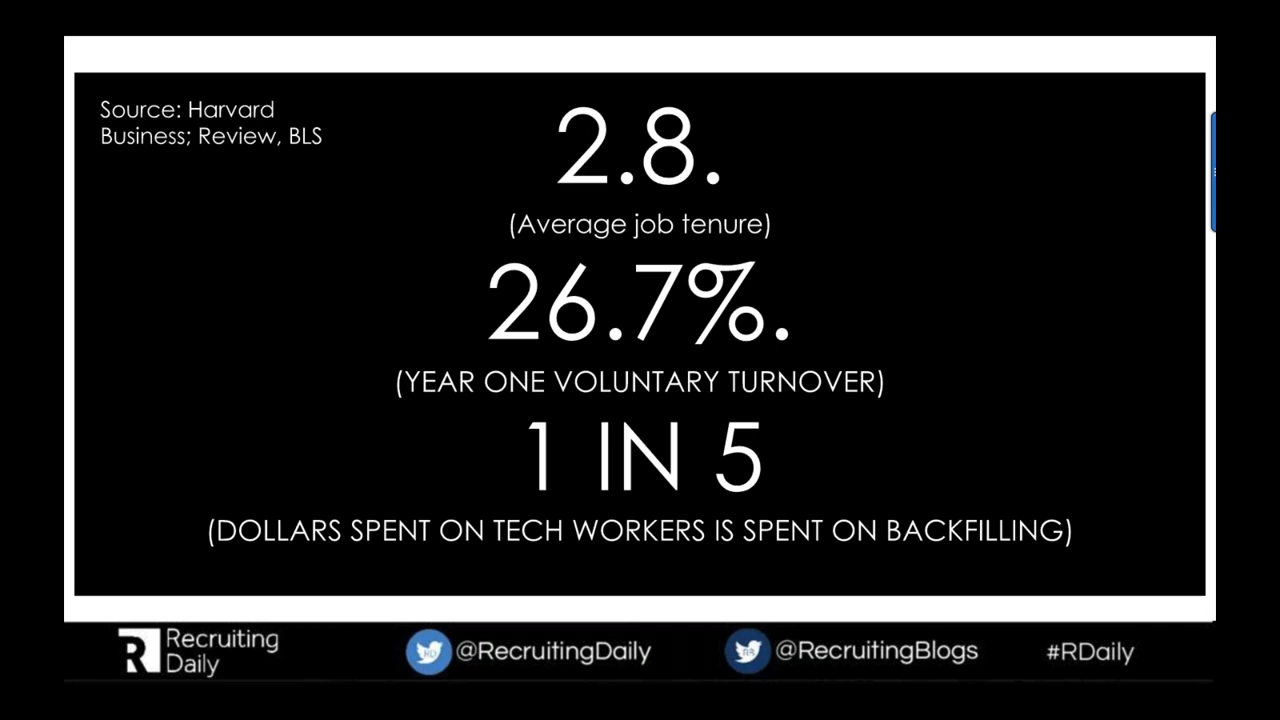 Source: Harvard
Business; Review, BLS
2.8.
(Average job tenure)
26.7%.
(YEAR ONE VOLUNTARY TURNOVER)
1 IN 5
(DOLLARS SPENT ON TECH WORKERS IS SPENT ON BACKFILLING)
Recruiting
Daily
@RecruitingDaily
@RecruitingBlogs
#RDaily